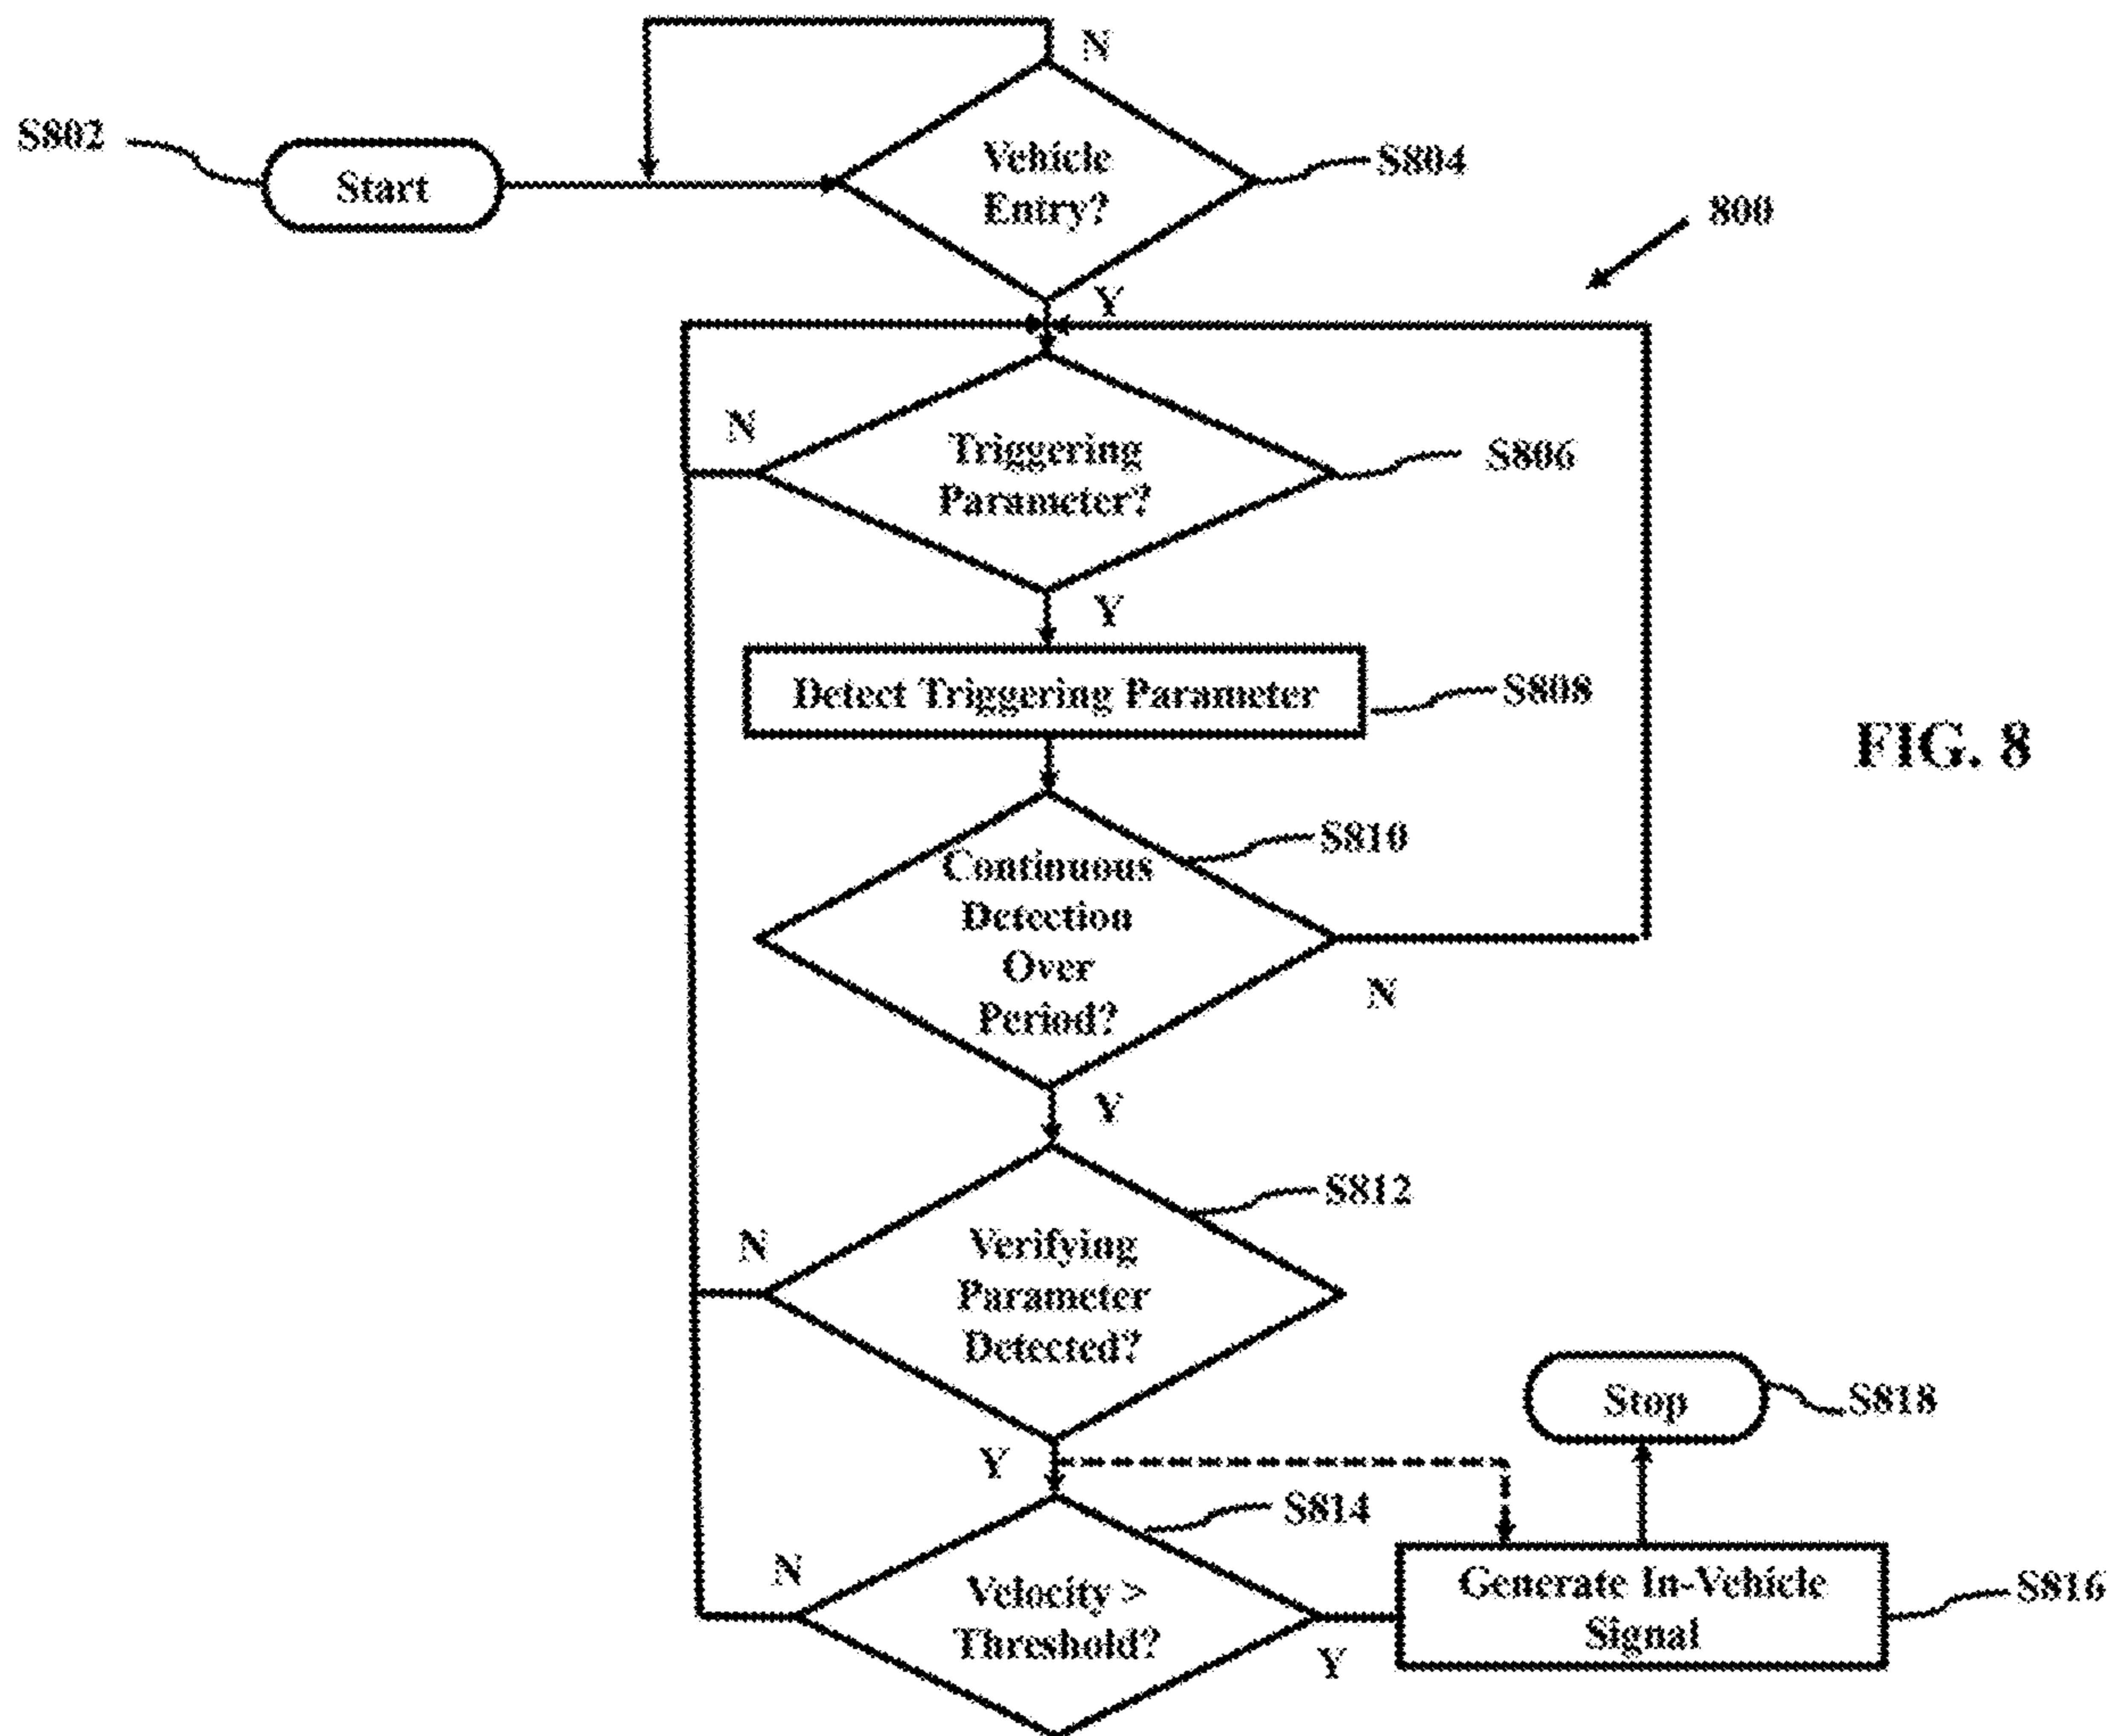 N
S802
Start
Vehicle
Entry?
S804
800
Y
N
Triggering
Parameter?
S806
Y
Detect Triggering Parameter
S808
FIG. 8
Continuous
Detection
Over
Period?
S810
N
Y
N
Verifying
Parameter
Detected?
S812
Stop
S818
Y
S814
N
Velocity >
Threshold?
Y
Generate In-Vehicle
Signal
S816